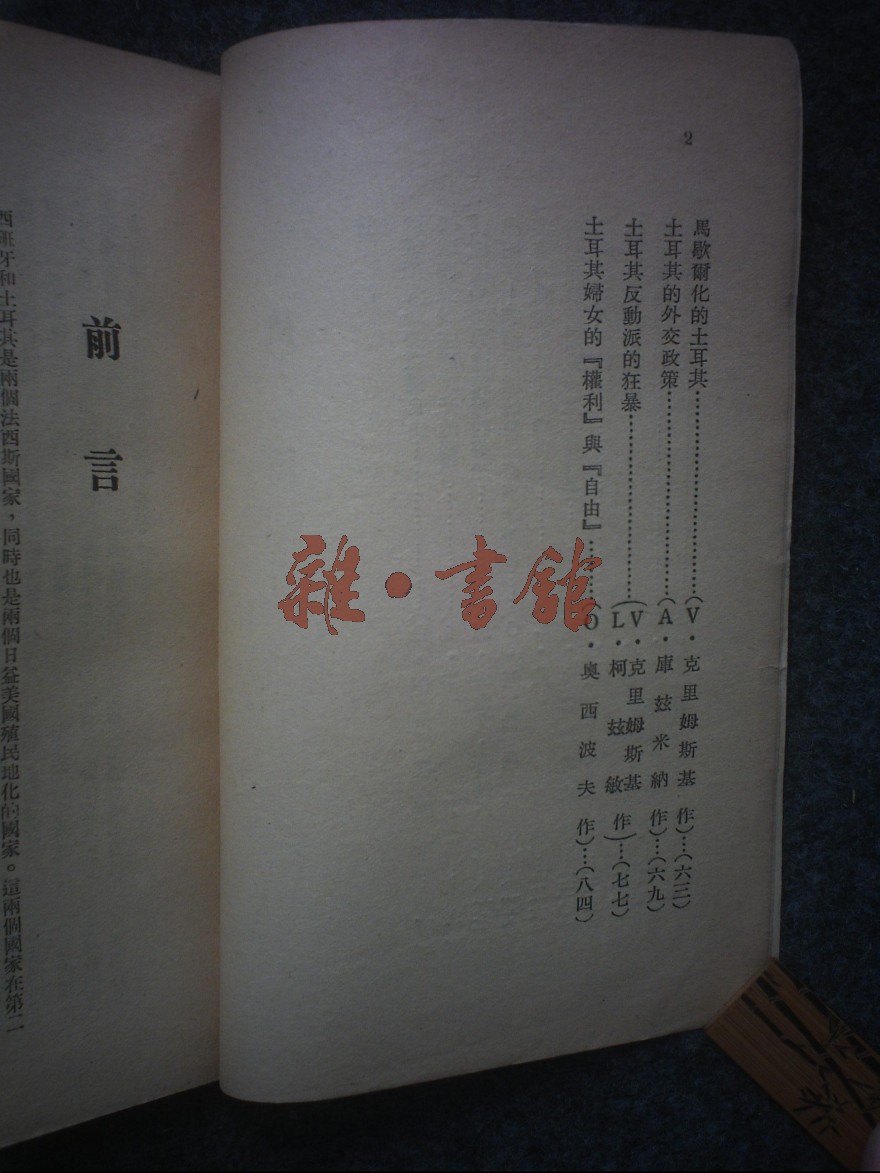 2
馬歇爾化的土耳其……………………(V·克里姆斯基 作)…(六三)
土耳其的外交政策……………………(A·庫玆米納 作)…(六九)
土耳其反動派的狂暴……………………(V·克里姆斯基
L·柯玆敏 作)…(七七)
土耳其婦女的『權利』與『自由』………O·奧西波夫 作)…(八四)
雜·書館
前言
西班牙和土耳其是兩個法西斯國家，同時也是兩個日益美國殖民地化的國家。這兩個國家在第二